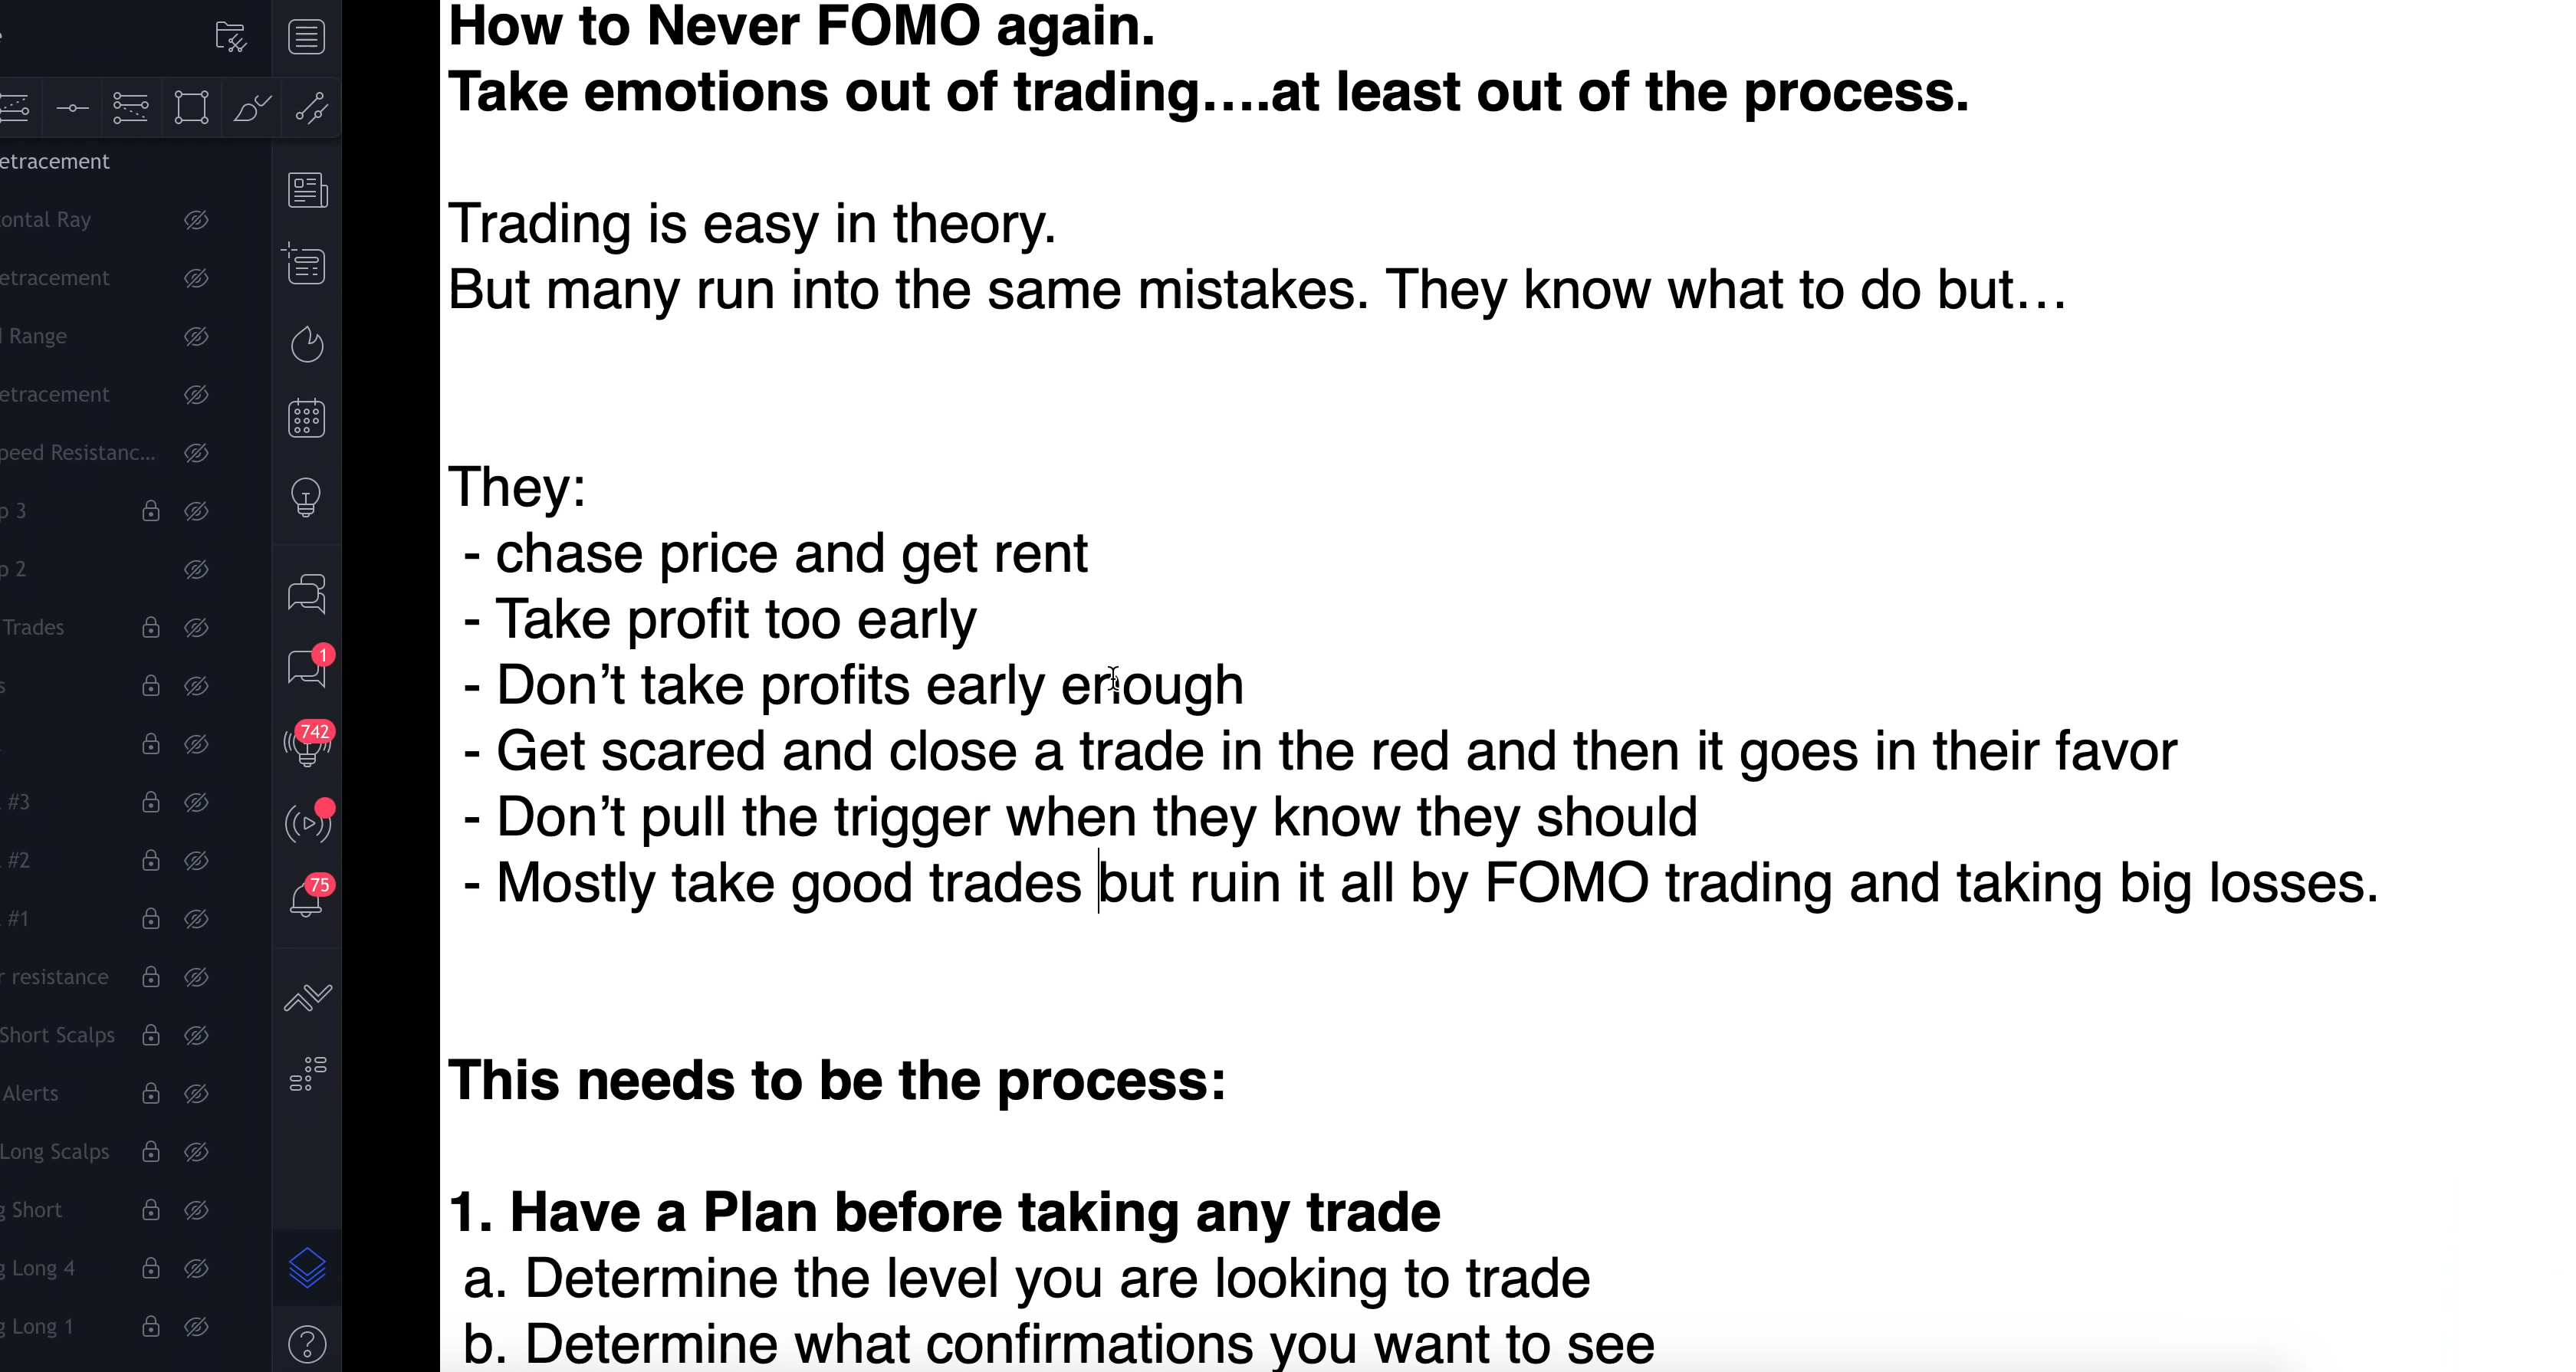 etracement
ontal Ray
etracement
Range
etracement
peed Resistanc...
p 3
p 2
Trades
s
#3
#2
#1
r resistance
Short Scalps
Alerts
Long Scalps
g Short
g Long 4
g Long 1
1
742
75
How to Never FOMO again.
Take emotions out of trading....at least out of the process.
Trading is easy in theory.
But many run into the same mistakes. They know what to do but…
They:
- chase price and get rent
- Take profit too early
- Don’t take profits early enough
- Get scared and close a trade in the red and then it goes in their favor
- Don’t pull the trigger when they know they should
- Mostly take good trades but ruin it all by FOMO trading and taking big losses.
This needs to be the process:
1. Have a Plan before taking any trade
a. Determine the level you are looking to trade
b. Determine what confirmations you want to see